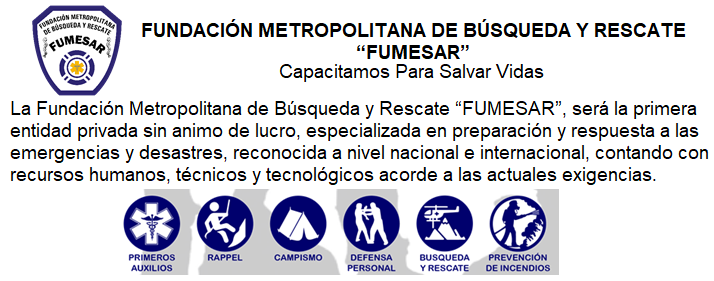 FUNDACIÓN METROPOLITANA
DE BÚSQUEDA Y RESCATE
FUMESAR
FUNDACIÓN METROPOLITANA DE BÚSQUEDA Y RESCATE
“FUMESAR”
Capacitamos Para Salvar Vidas
La Fundación Metropolitana de Búsqueda y Rescate “FUMESAR”, será la primera
entidad privada sin animo de lucro, especializada en preparación y respuesta a las
emergencias y desastres, reconocida a nivel nacional e internacional, contando con
recursos humanos, técnicos y tecnológicos acorde a las actuales exigencias.
PRIMEROS
AUXILIOS
RAPPEL
CAMPISMO
DEFENSA
PERSONAL
BUSQUEDA
Y RESCATE
PREVENCIÓN
DE INCENDIOS